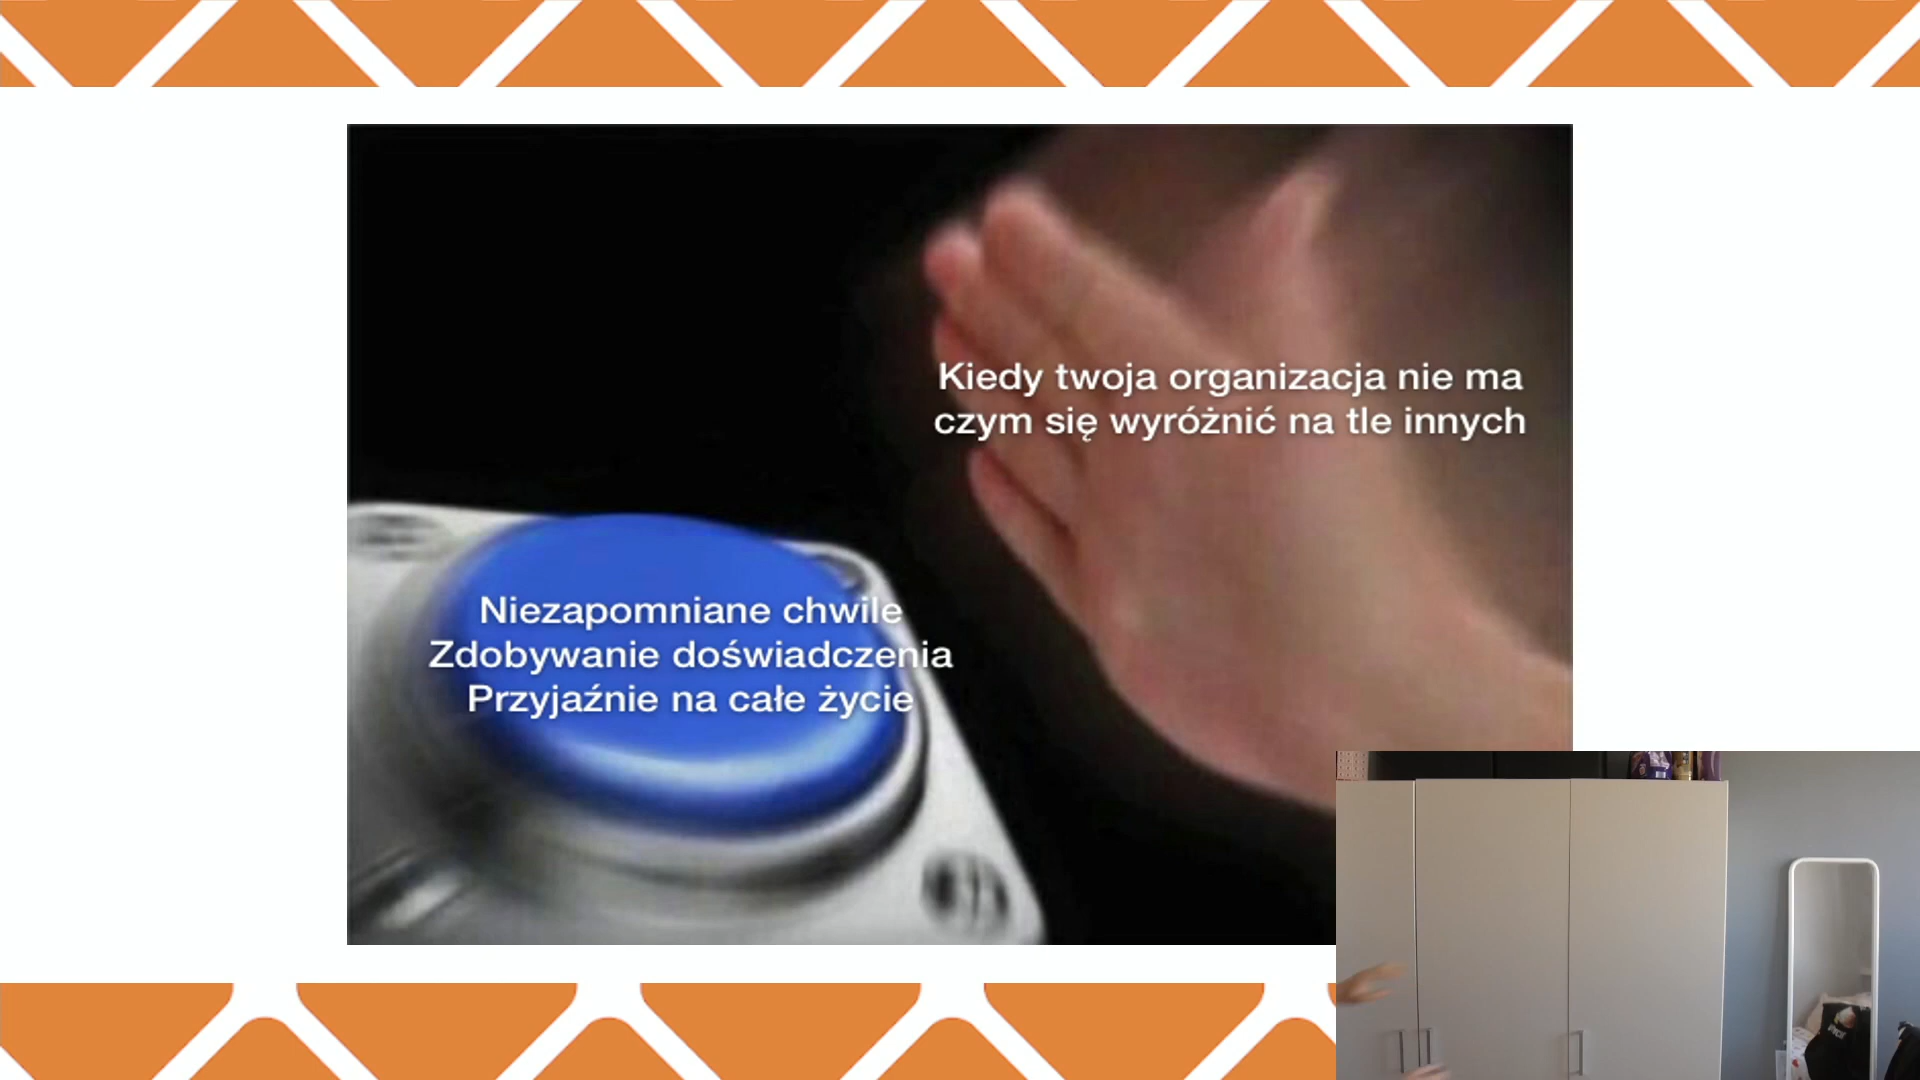 Kiedy twoja organizacja nie ma
czym się wyróżnić na tle innych
Niezapomniane chwile
Zdobywanie doświadczenia
Przyjaźnie na całe życie